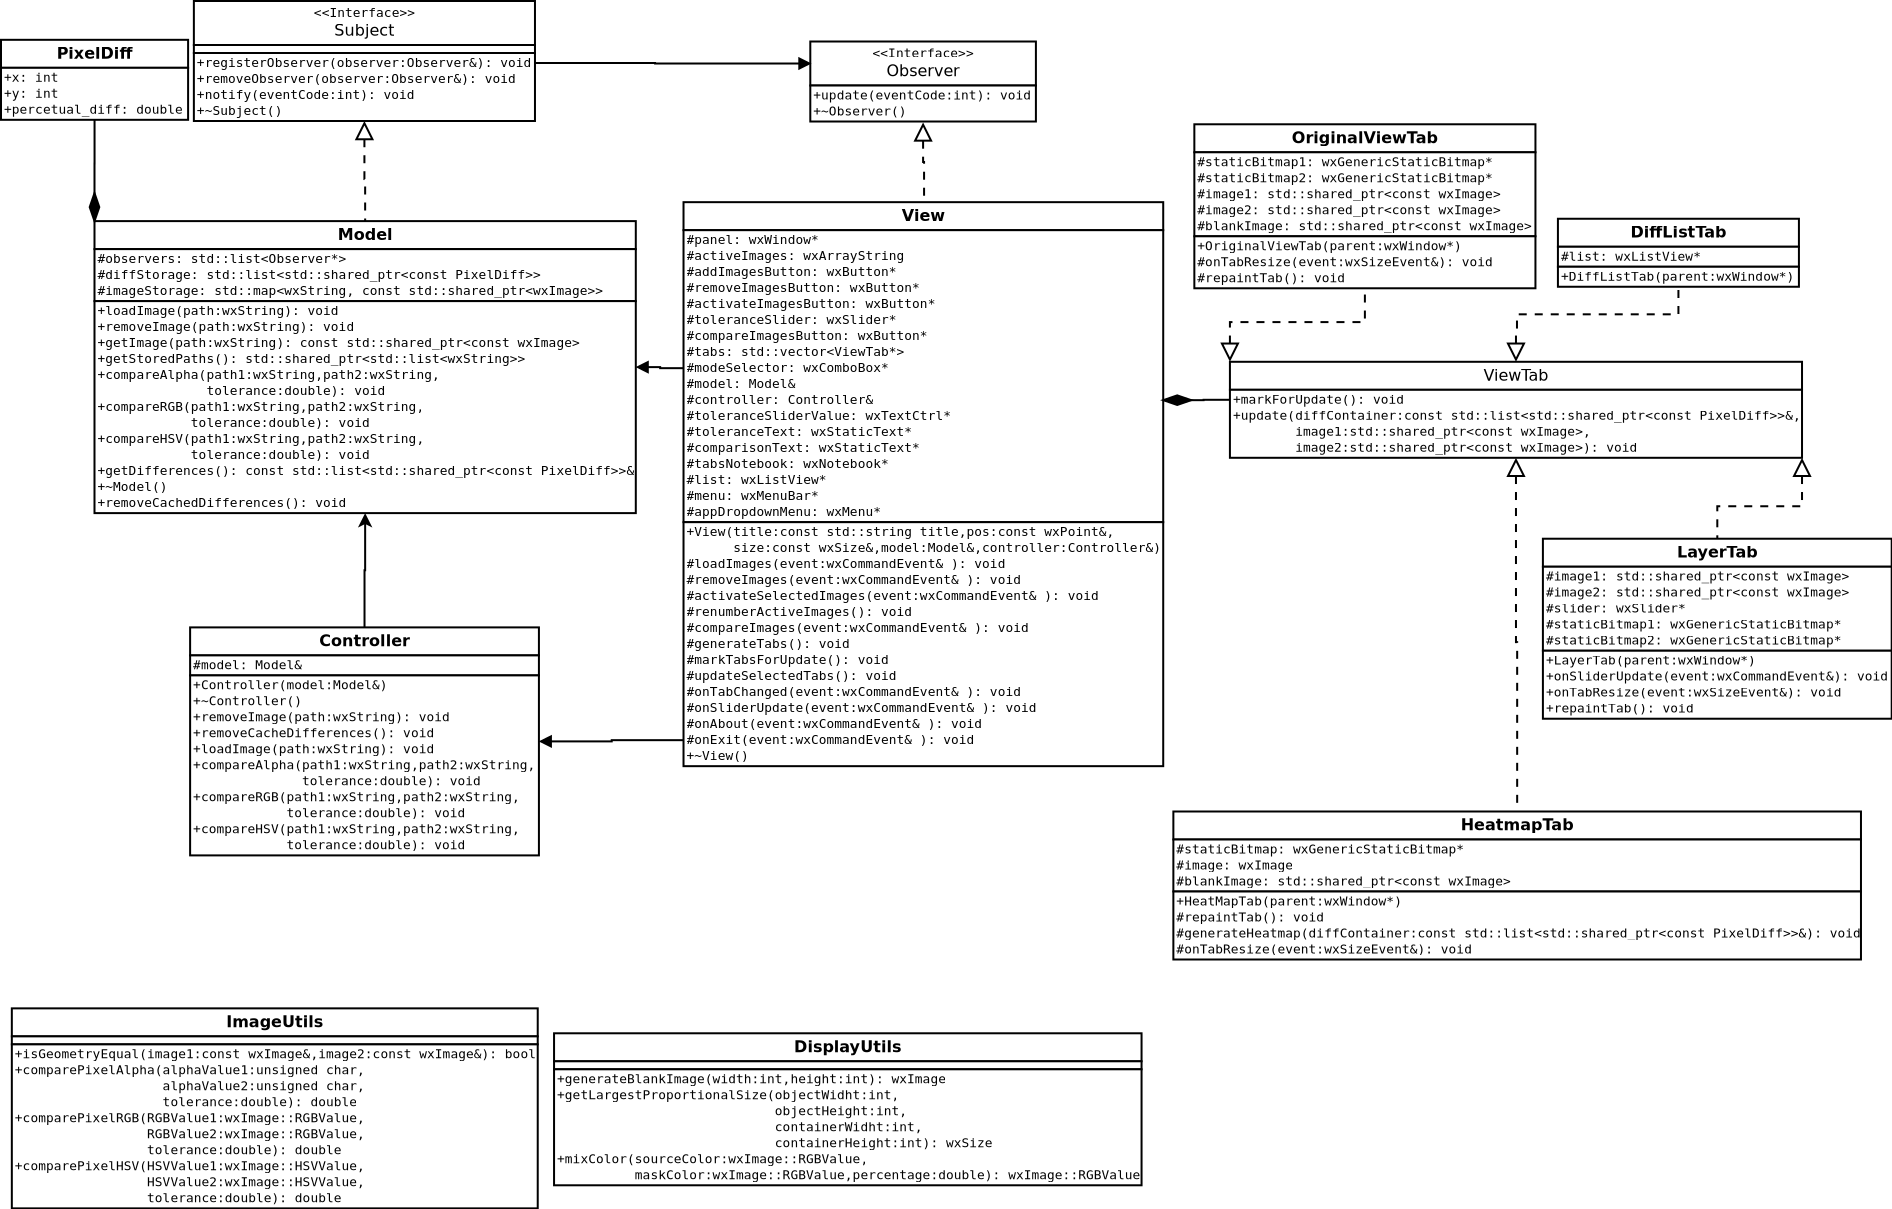 PixelDiff
+x: int
+y: int
+percetual_diff: double
<<Interface>>
Subject
+registerObserver(observer:Observer&): void
+removeObserver(observer:Observer&): void
+notify(eventCode:int): void
+~Subject()
<<Interface>>
Observer
+update(eventCode:int): void
+~Observer()
Model
#observers: std::list<Observer*>
#diffStorage: std::list<std::shared_ptr<const PixelDiff>>
#imageStorage: std::map<wxString, const std::shared_ptr<wxImage>>
+loadImage(path:wxString): void
+removeImage(path:wxString): void
+getImage(path:wxString): const std::shared_ptr<const wxImage>
+getStoredPaths(): std::shared_ptr<std::list<wxString>>
+compareAlpha(path1:wxString,path2:wxString,
tolerance:double): void
+compareRGB(path1:wxString,path2:wxString,
tolerance:double): void
+compareHSV(path1:wxString,path2:wxString,
tolerance:double): void
+getDifferences(): const std::list<std::shared_ptr<const PixelDiff>>&
+~Model()
+removeCachedDifferences(): void
Controller
#model: Model&
+Controller(model:Model&)
+~Controller()
+removeImage(path:wxString): void
+removeCacheDifferences(): void
+loadImage(path:wxString): void
+compareAlpha(path1:wxString,path2:wxString,
tolerance:double): void
+compareRGB(path1:wxString,path2:wxString,
tolerance:double): void
+compareHSV(path1:wxString,path2:wxString,
tolerance:double): void
View
#panel: wxWindow*
#activeImages: wxArrayString
#addImagesButton: wxButton*
#removeImagesButton: wxButton*
#activateImagesButton: wxButton*
#toleranceSlider: wxSlider*
#compareImagesButton: wxButton*
#tabs: std::vector<ViewTab*>
#modeSelector: wxComboBox*
#model: Model&
#controller: Controller&
#toleranceSliderValue: wxTextCtrl*
#toleranceText: wxStaticText*
#comparisonText: wxStaticText*
#tabsNotebook: wxNotebook*
#list: wxListView*
#menu: wxMenuBar*
#appDropdownMenu: wxMenu*
+View(title:const std::string title,pos:const wxPoint&,
size:const wxSize&,model:Model&,controller:Controller&)
#loadImages(event:wxCommandEvent& ): void
#removeImages(event:wxCommandEvent& ): void
#activateSelectedImages(event:wxCommandEvent& ): void
#renumberActiveImages(): void
#compareImages(event:wxCommandEvent& ): void
#generateTabs(): void
#markTabsForUpdate(): void
#updateSelectedTabs(): void
#onTabChanged(event:wxCommandEvent& ): void
#onSliderUpdate(event:wxCommandEvent& ): void
#onAbout(event:wxCommandEvent& ): void
#onExit(event:wxCommandEvent& ): void
+~View()
OriginalViewTab
#staticBitmap1: wxGenericStaticBitmap*
#staticBitmap2: wxGenericStaticBitmap*
#image1: std::shared_ptr<const wxImage>
#image2: std::shared_ptr<const wxImage>
#blankImage: std::shared_ptr<const wxImage>
+OriginalViewTab(parent:wxWindow*)
#onTabResize(event:wxSizeEvent&): void
#repaintTab(): void
DiffListTab
#list: wxListView*
+DiffListTab(parent:wxWindow*)
ViewTab
+markForUpdate(): void
+update(diffContainer:const std::list<std::shared_ptr<const PixelDiff>>&,
image1:std::shared_ptr<const wxImage>,
image2:std::shared_ptr<const wxImage>): void
LayerTab
#image1: std::shared_ptr<const wxImage>
#image2: std::shared_ptr<const wxImage>
#slider: wxSlider*
#staticBitmap1: wxGenericStaticBitmap*
#staticBitmap2: wxGenericStaticBitmap*
+LayerTab(parent:wxWindow*)
+onSliderUpdate(event:wxCommandEvent&): void
+onTabResize(event:wxSizeEvent&): void
+repaintTab(): void
HeatmapTab
#staticBitmap: wxGenericStaticBitmap*
#image: wxImage
#blankImage: std::shared_ptr<const wxImage>
+HeatMapTab(parent:wxWindow*)
#repaintTab(): void
#generateHeatmap(diffContainer:const std::list<std::shared_ptr<const PixelDiff>>&): void
#onTabResize(event:wxSizeEvent&): void
ImageUtils
+isGeometryEqual(image1:const wxImage&,image2:const wxImage&): bool
+comparePixelAlpha(alphaValue1:unsigned char,
alphaValue2:unsigned char,
tolerance:double): double
+comparePixelRGB(RGBValue1:wxImage::RGBValue,
RGBValue2:wxImage::RGBValue,
tolerance:double): double
+comparePixelHSV(HSVValue1:wxImage::HSVValue,
HSVValue2:wxImage::HSVValue,
tolerance:double): double
DisplayUtils
+generateBlankImage(width:int,height:int): wxImage
+getLargestProportionalSize(objectWidht:int,
objectHeight:int,
containerWidht:int,
containerHeight:int): wxSize
+mixColor(sourceColor:wxImage::RGBValue,
maskColor:wxImage::RGBValue,percentage:double): wxImage::RGBValue